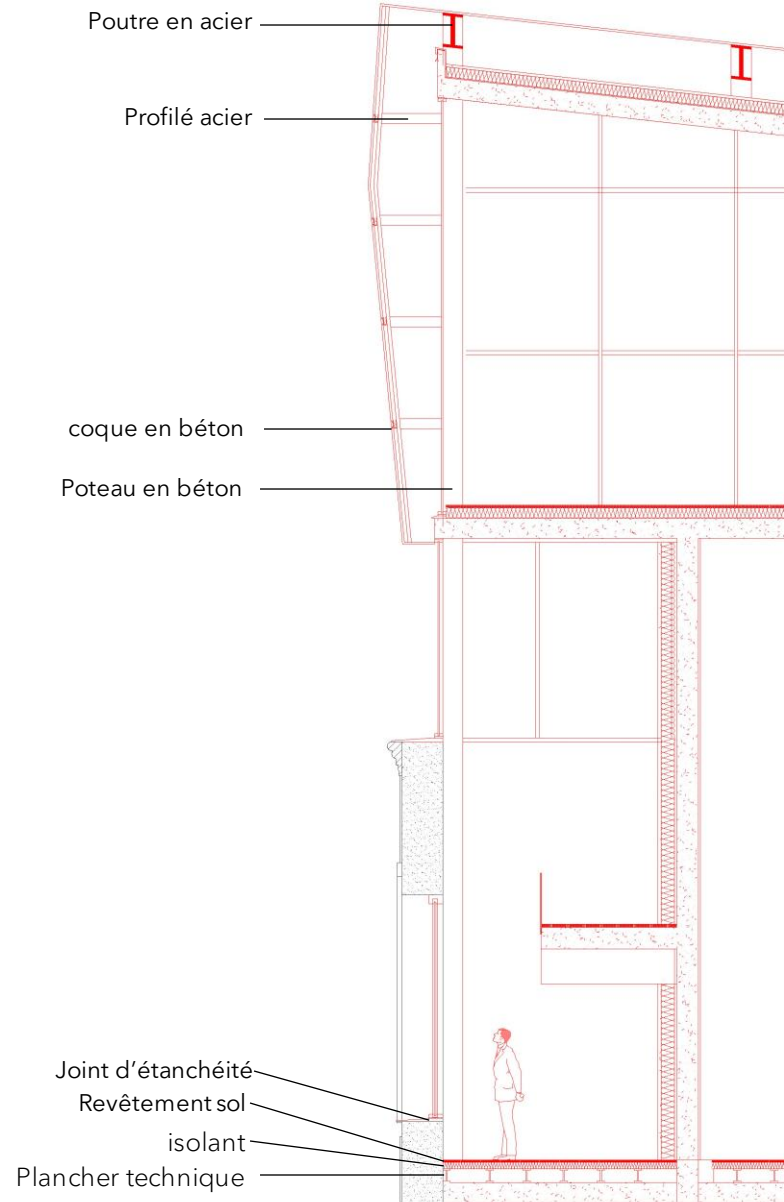 Poutre en acier
Profilé acier
coque en béton
Poteau en béton
Joint d'étanchéité
Revêtement sol
isolant
Plancher technique